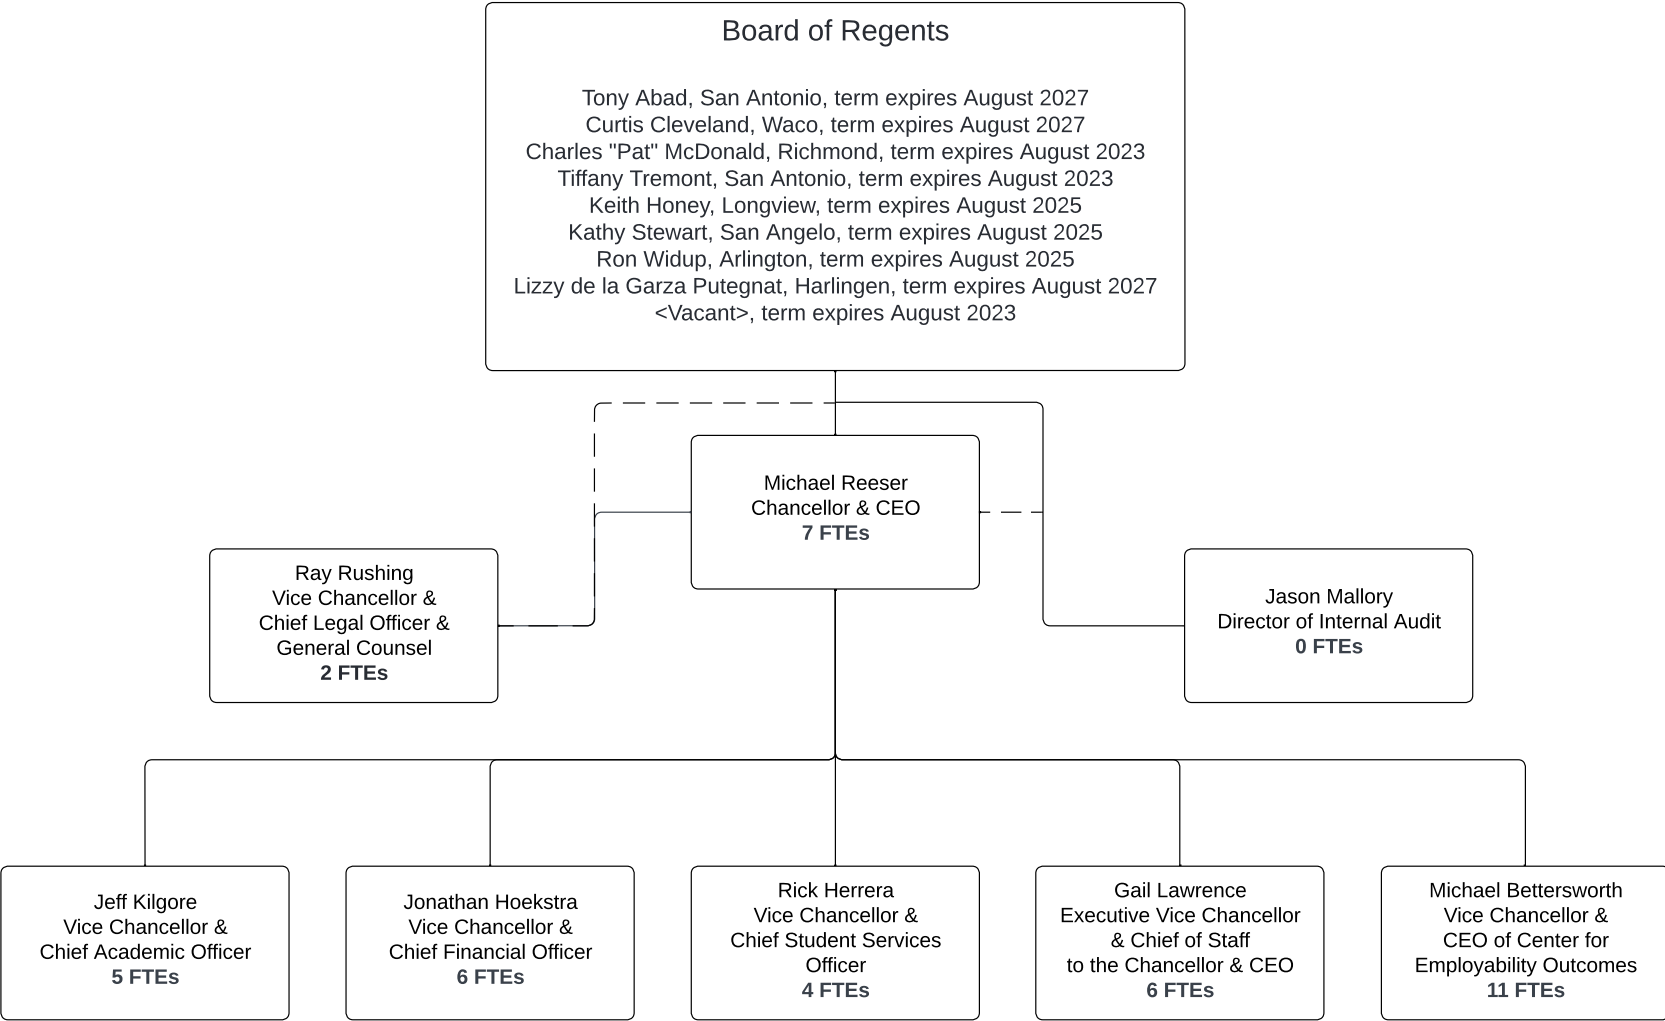 Board of Regents
Tony Abad, San Antonio, term expires August 2027
Curtis Cleveland, Waco, term expires August 2027
Charles "Pat" McDonald, Richmond, term expires August 2023
Tiffany Tremont, San Antonio, term expires August 2023
Keith Honey, Longview, term expires August 2025
Kathy Stewart, San Angelo, term expires August 2025
Ron Widup, Arlington, term expires August 2025
Lizzy de la Garza Putegnat, Harlingen, term expires August 2027
<Vacant>, term expires August 2023
Michael Reeser
Chancellor & CEO
7 FTEs
Ray Rushing
Vice Chancellor &
Chief Legal Officer &
General Counsel
2 FTEs
Jason Mallory
Director of Internal Audit
0 FTEs
Jeff Kilgore
Vice Chancellor &
Chief Academic Officer
5 FTEs
Jonathan Hoekstra
Vice Chancellor &
Chief Financial Officer
6 FTEs
Rick Herrera
Vice Chancellor &
Chief Student Services
Officer
4 FTEs
Gail Lawrence
Executive Vice Chancellor
& Chief of Staff
to the Chancellor & CEO
6 FTEs
Michael Bettersworth
Vice Chancellor &
CEO of Center for
Employability Outcomes
11 FTEs